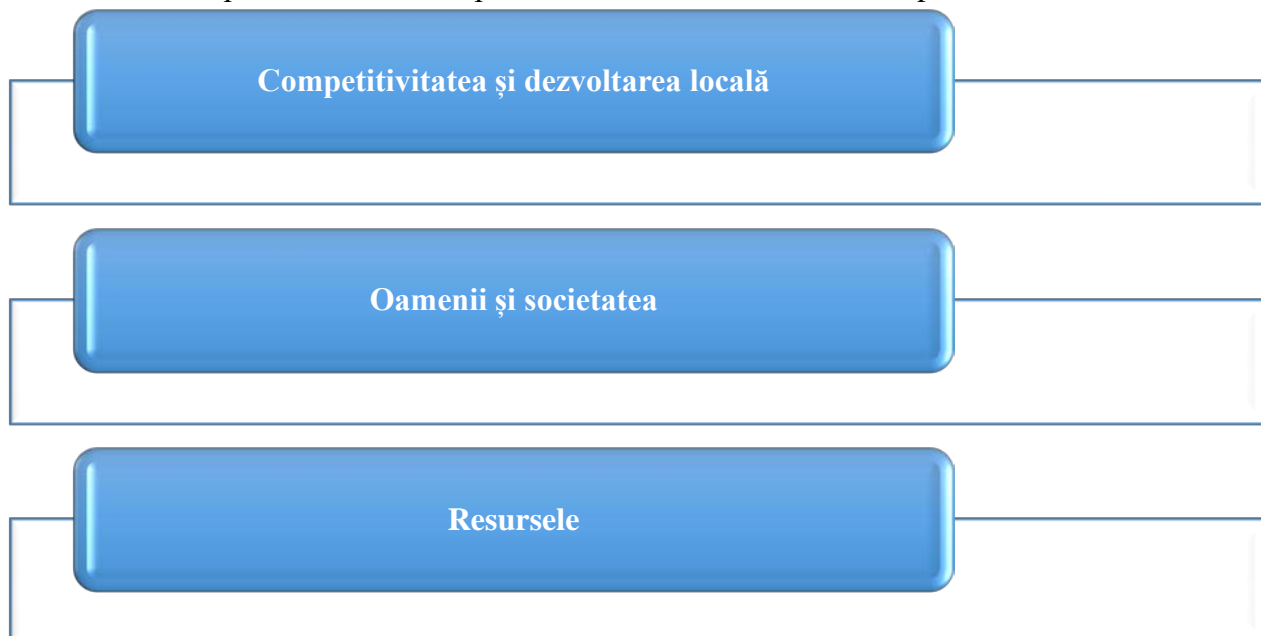 Competitivitatea și dezvoltarea locală
Oamenii și societatea
Resursele